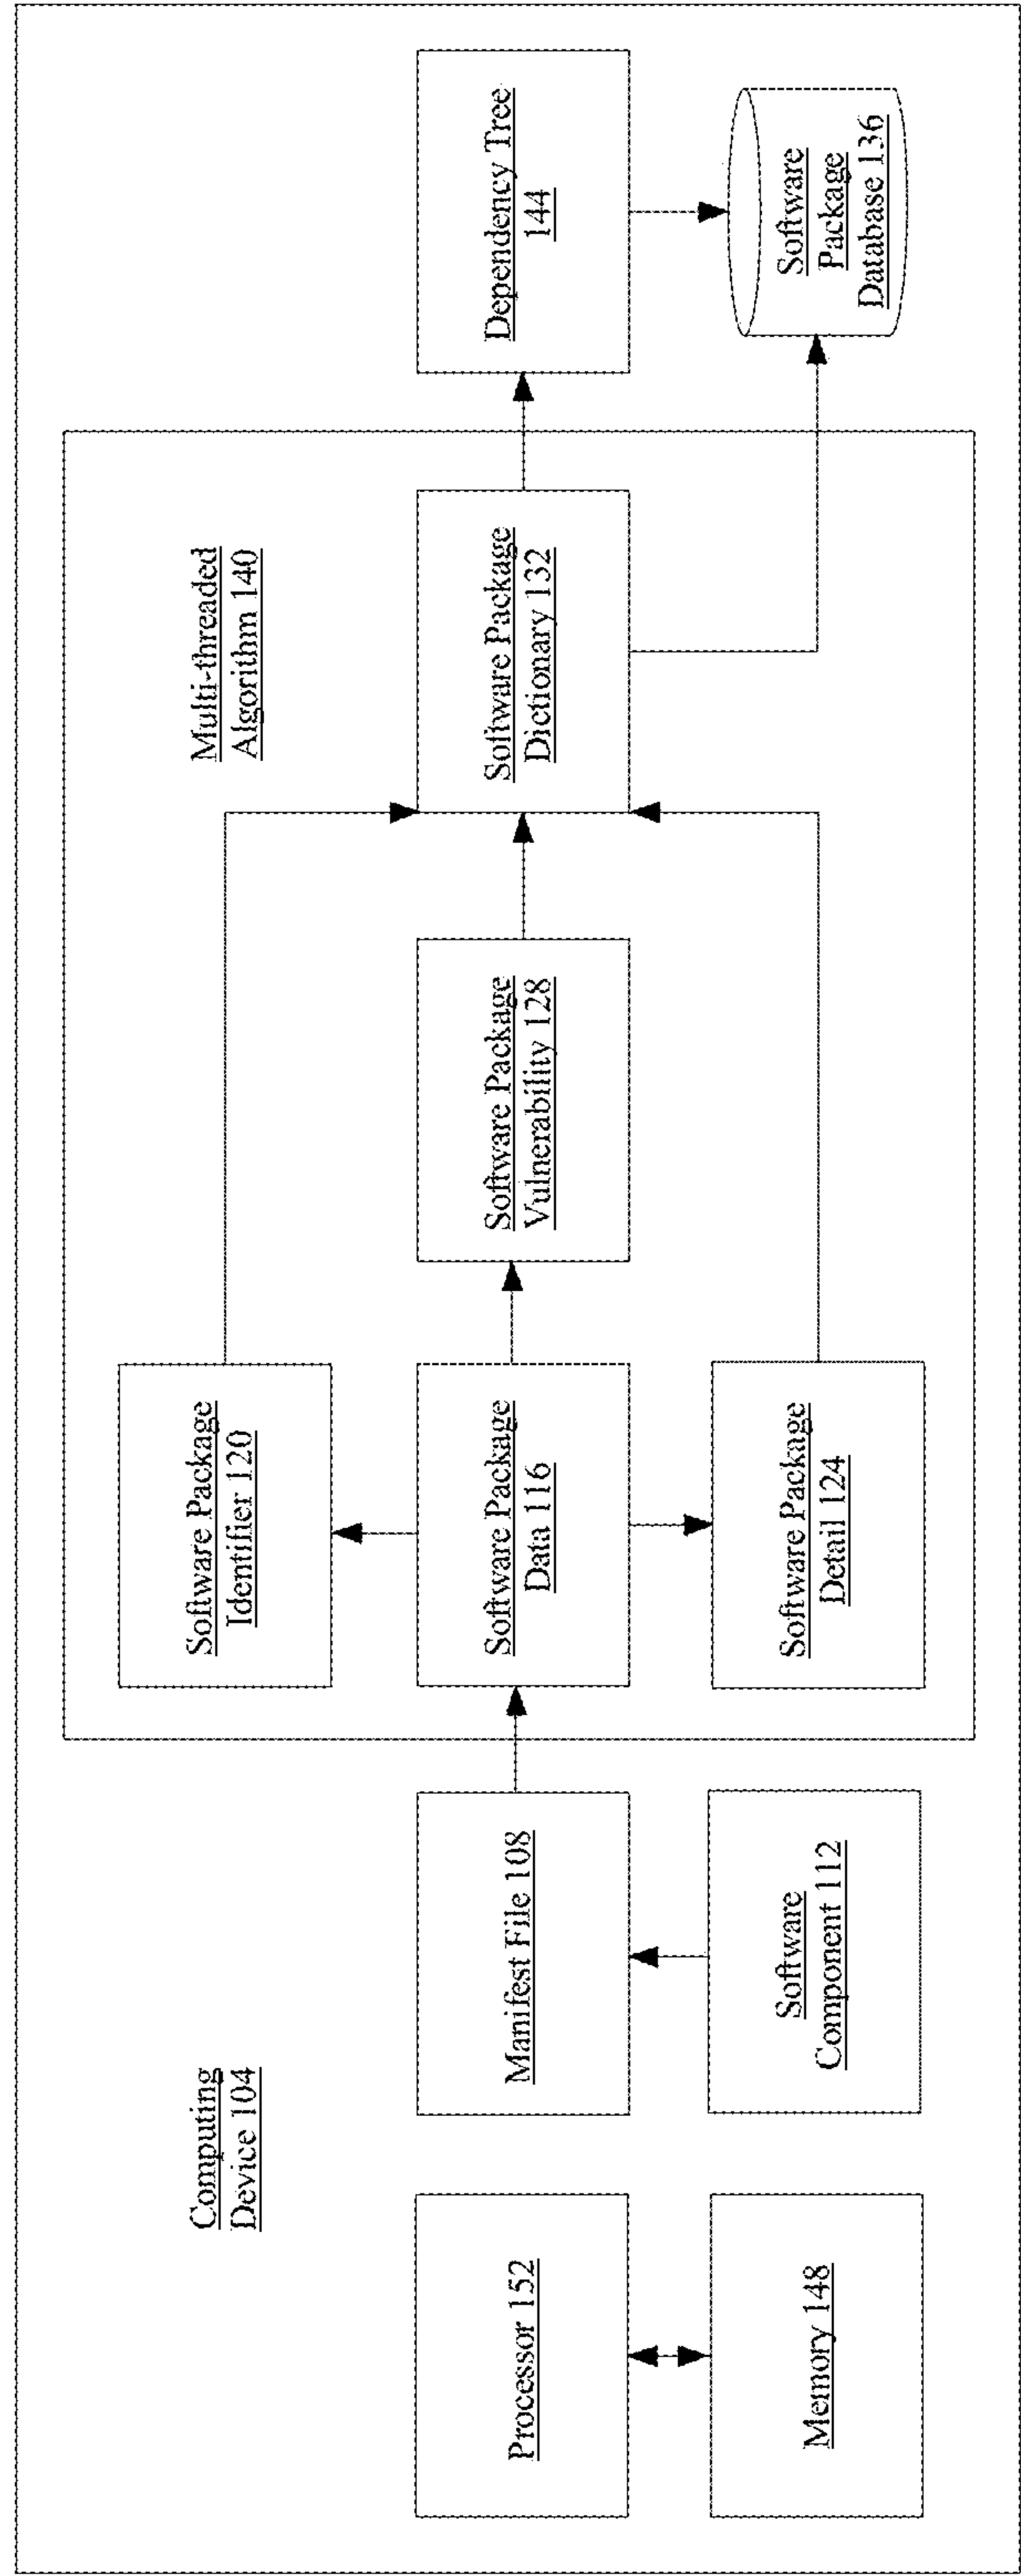 Computing
Device 104
Processor 152
Memory 148
Manifest File 108
Software
Component 112
Multi-threaded
Algorithm 140
Software Package
Identifier 120
Software Package
Data 116
Software Package
Detail 124
Software Package
Vulnerability 128
Software Package
Dictionary 132
Dependency Tree
144
Software
Package
Database 136